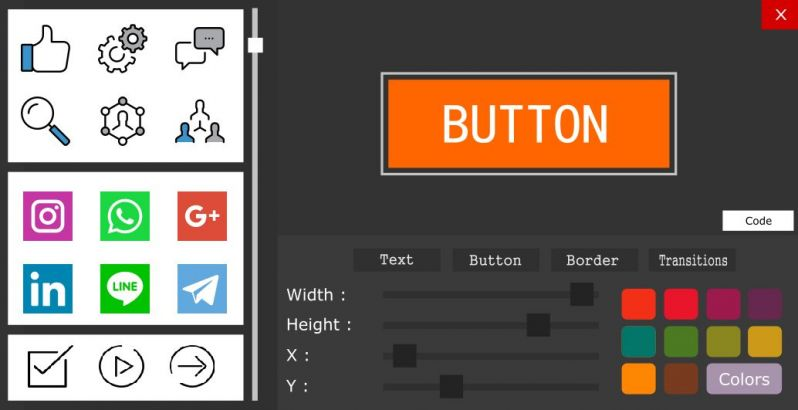 X
BUTTON
Code
Text Button Border Transitions
Width :
Height :
X :
Y :
Colors
G+
in
LINE